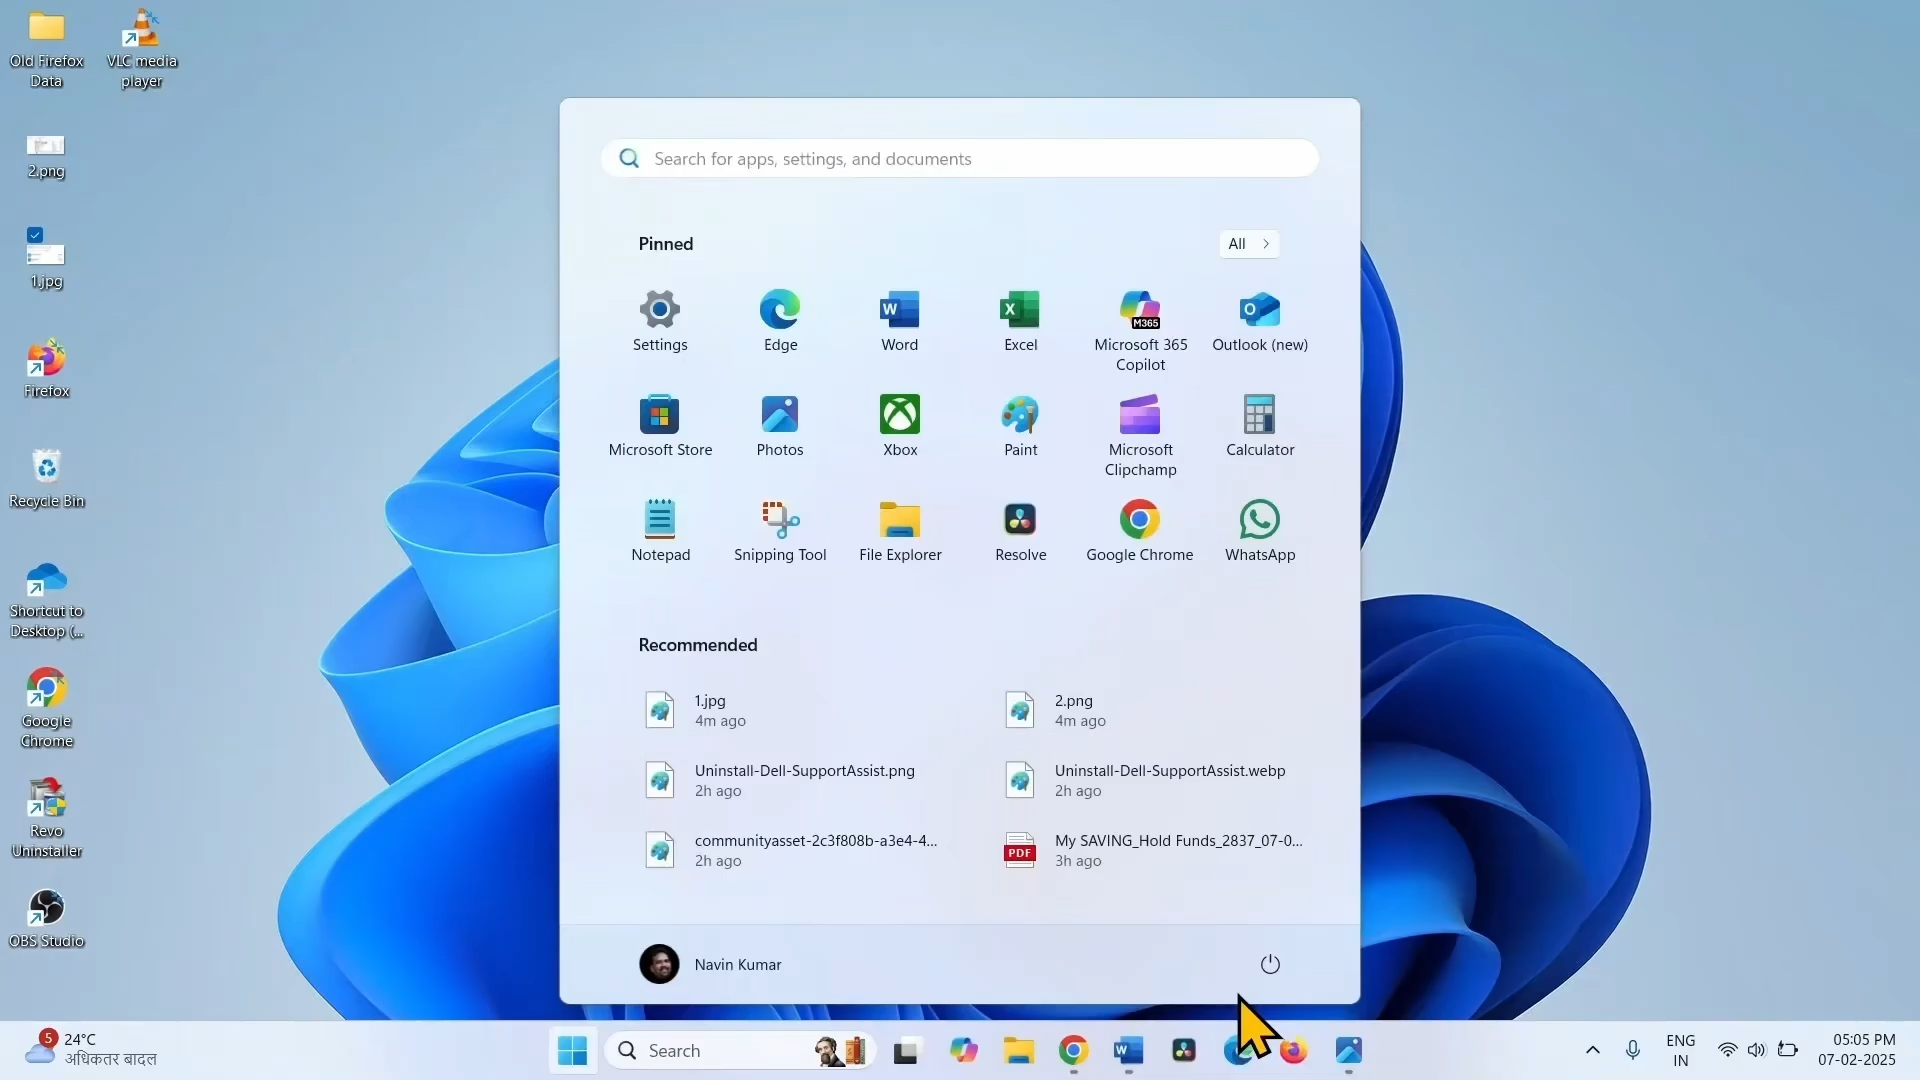 Old Firefox
Data
VLC media
player
2.png
1.jpg
Firefox
Recycle Bin
Shortcut to
Desktop (...
Google
Chrome
Revo
Uninstaller
OBS Studio
Search for apps, settings, and documents
Pinned
All
Settings
Edge
Word
Excel
M365
Microsoft 365
Copilot
Outlook (new)
Microsoft Store
Photos
Xbox
Paint
Microsoft
Clipchamp
Calculator
Notepad
Snipping Tool
File Explorer
Resolve
Google Chrome
WhatsApp
Recommended
1.jpg
4m ago
2.png
4m ago
Uninstall-Dell-SupportAssist.png
2h ago
Uninstall-Dell-SupportAssist.webp
2h ago
communityasset-2c3f808b-a3e4-4...
2h ago
PDF
My SAVING_Hold Funds_2837_07-0...
3h ago
Navin Kumar
5
24°C
अधिकतर बादल
Search
ENG
IN
05:05 PM
07-02-2025